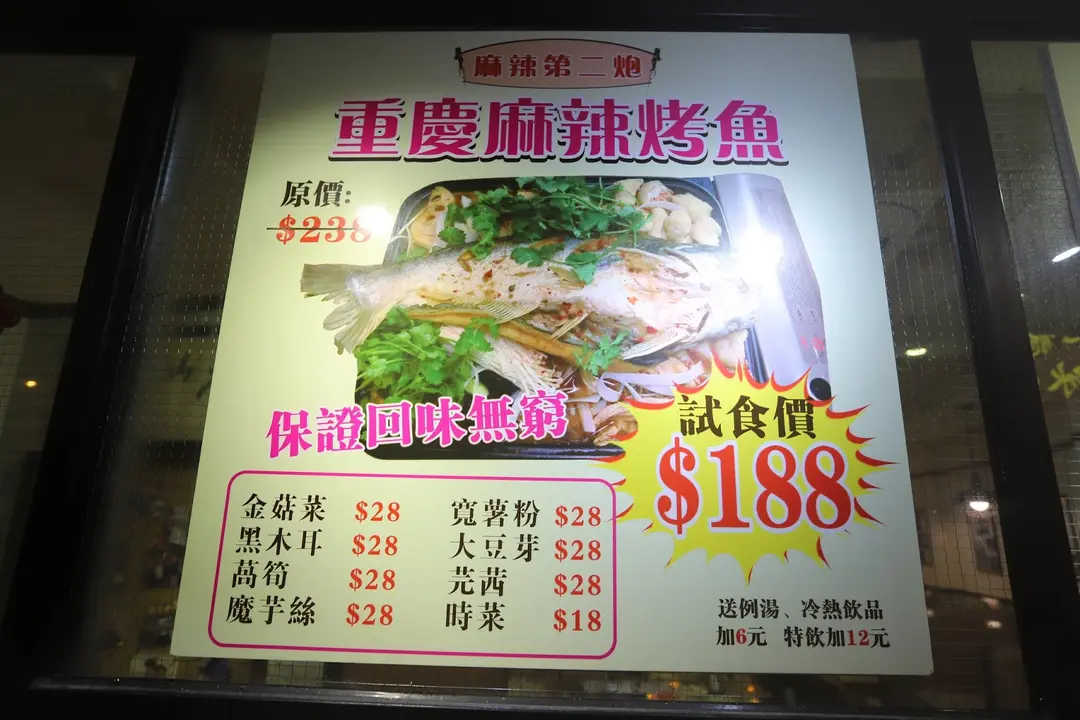 麻辣第二炮
重慶麻辣烤魚
原價:
$238
保證回味無窮
試食價
$188
金菇菜 $28 寬薯粉 $28
黑木耳 $28 大豆芽 $28
萵筍 $28 芫茜 $28
魔芋絲 $28 時菜 $18
送例湯、冷熱飲品
加6元 特飲加12元